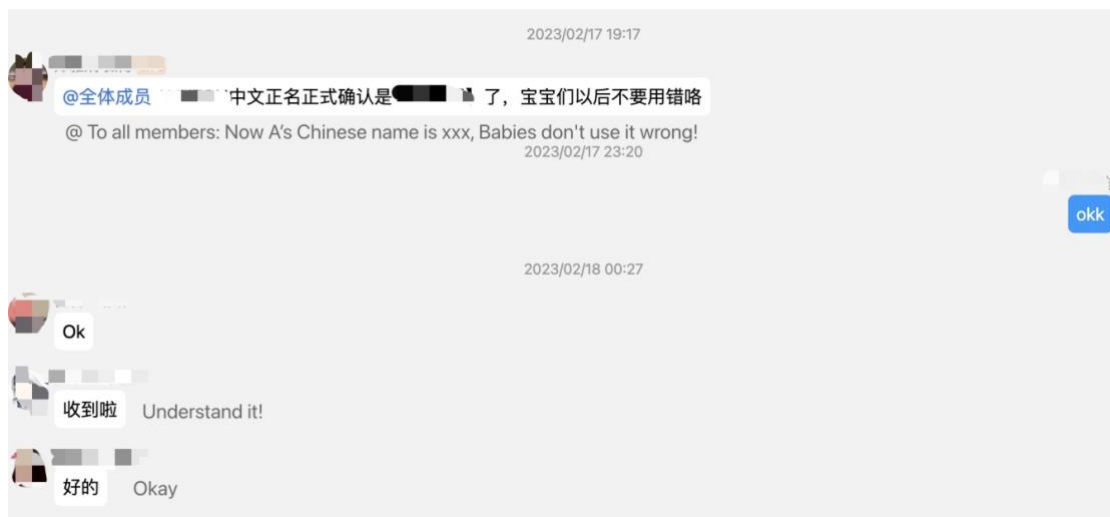 2023/02/17 19:17
@全体成员 中文正名正式确认是 了，宝宝们以后不要用错咯
@ To all members: Now A's Chinese name is xxx, Babies don't use it wrong!
2023/02/17 23:20
okk
2023/02/18 00:27
Ok
收到啦 Understand it!
好的 Okay